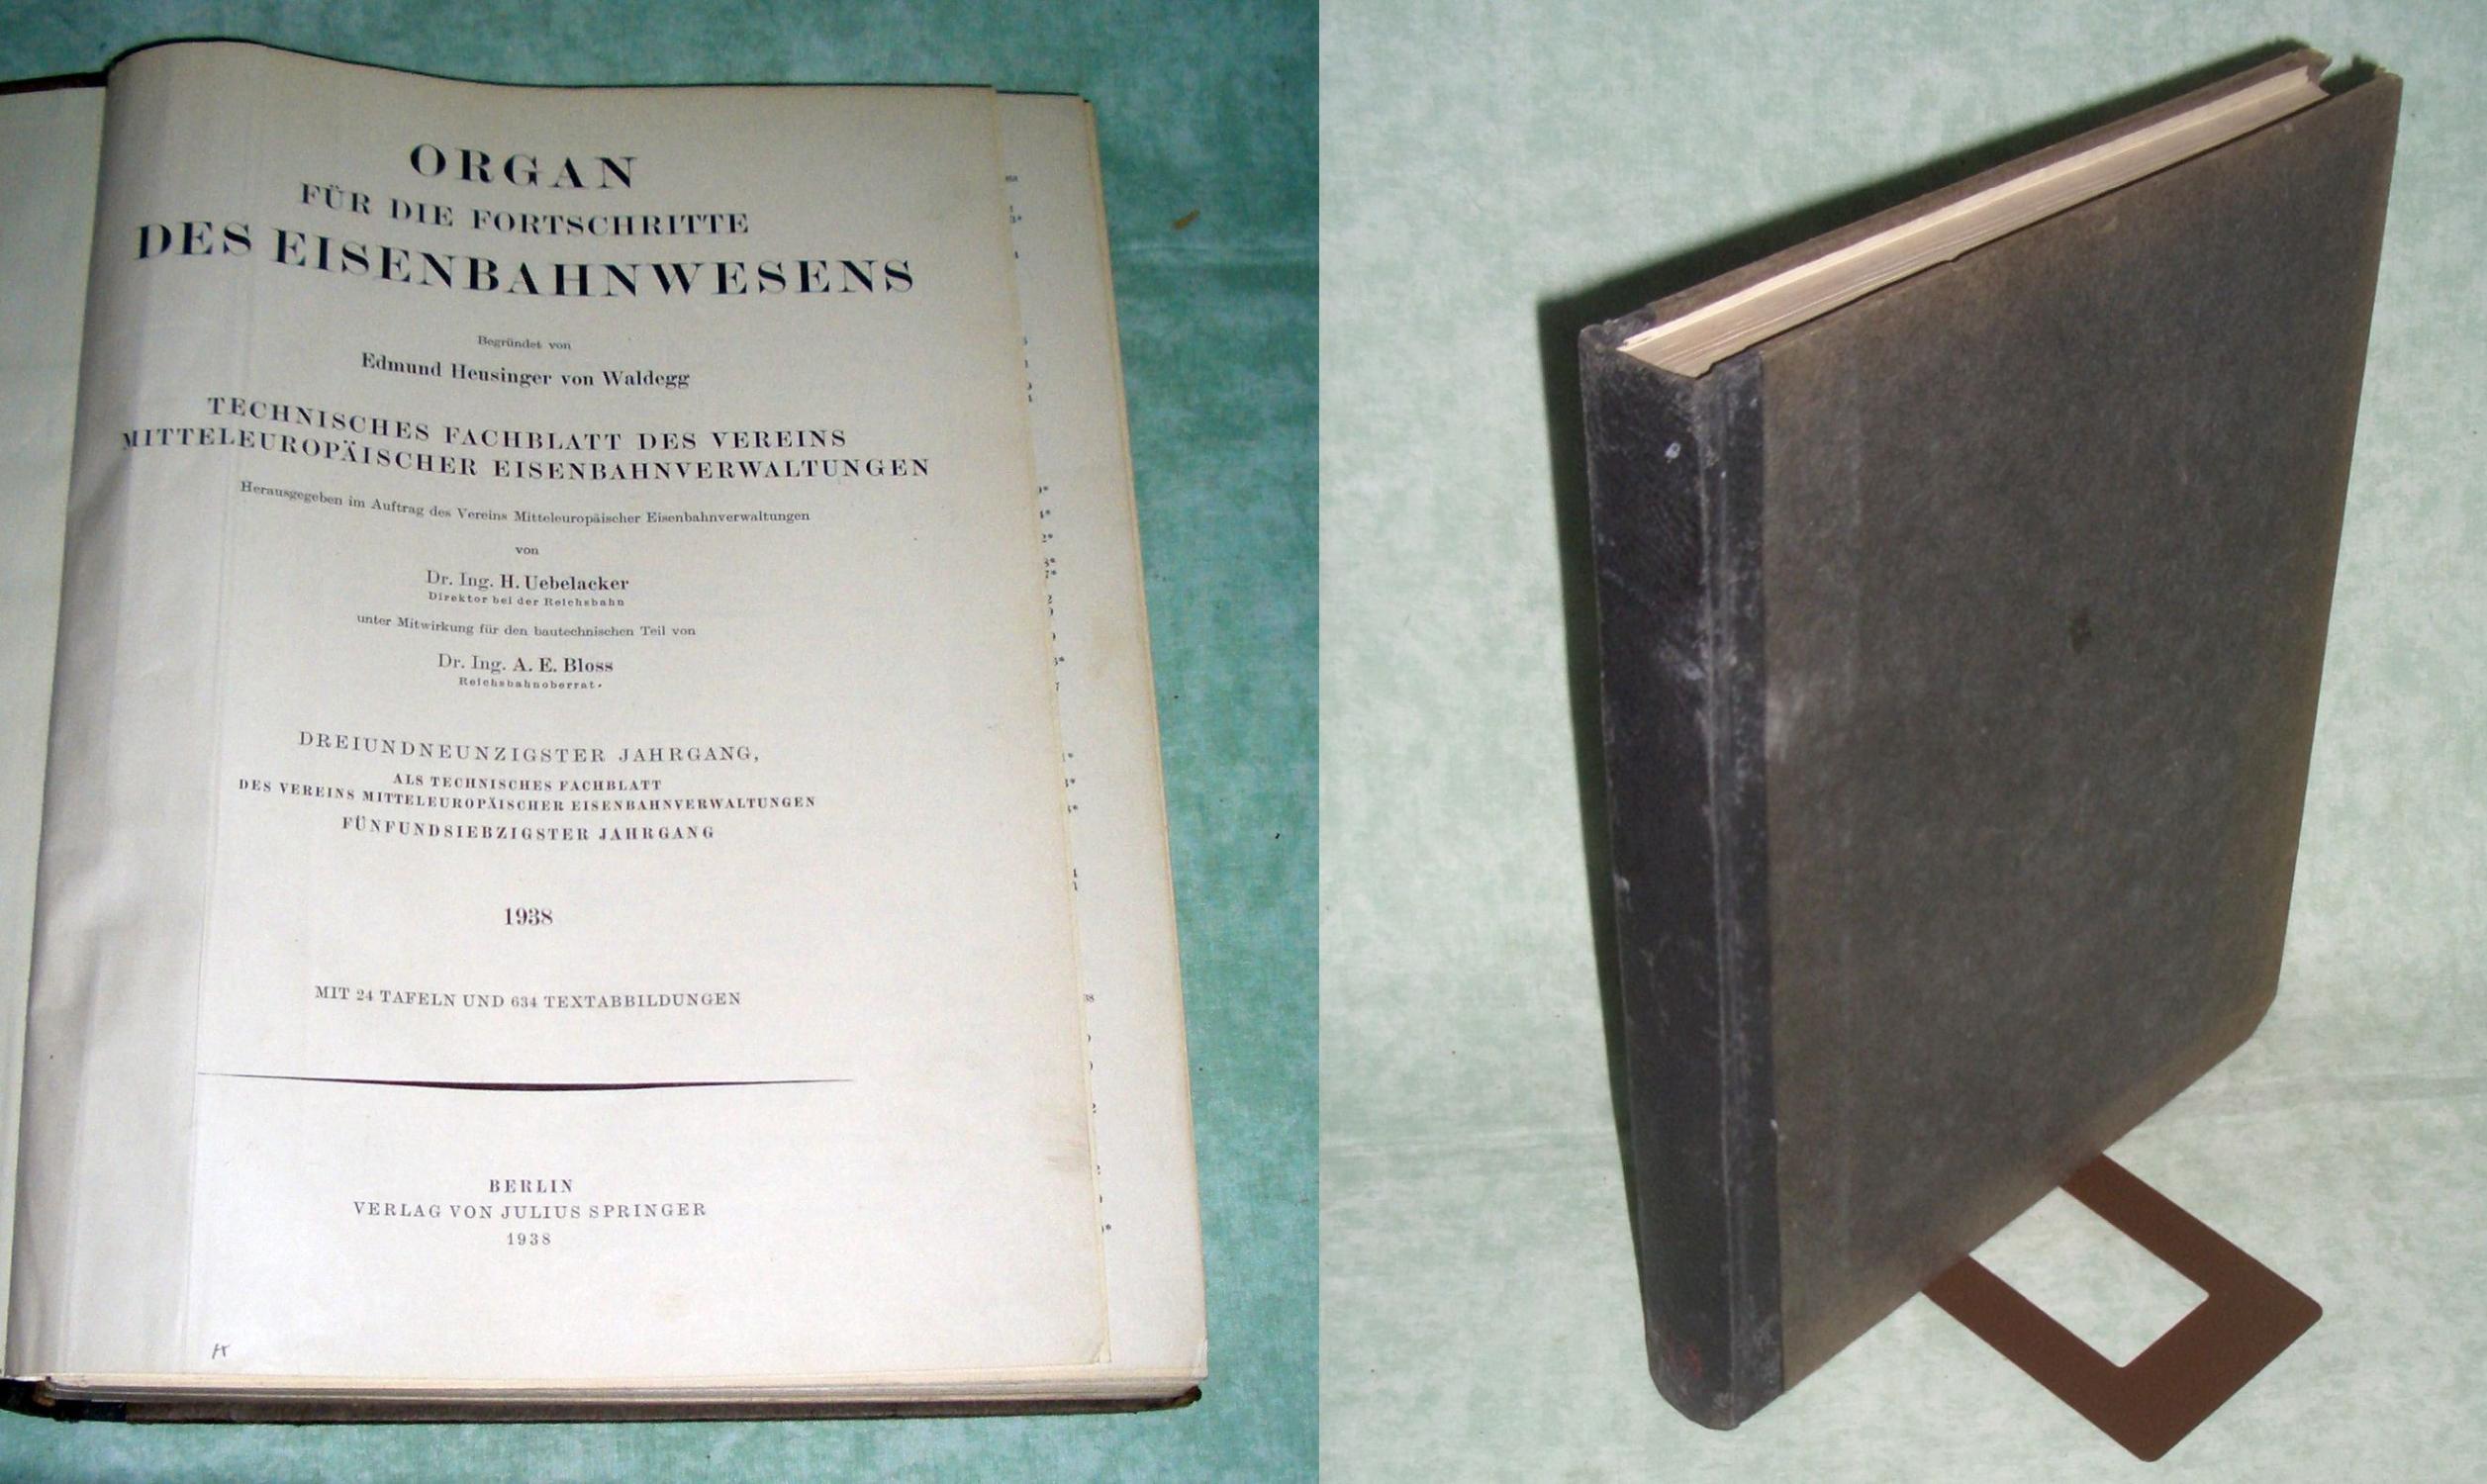 ORGAN
FÜR DIE FORTSCHRITTE
DES EISENBAHNWESENS
Begründet von
Edmund Heusinger von Waldegg
TECHNISCHES FACHBLATT DES VEREINS
MITTELEUROPÄISCHER EISENBAHNVERWALTUNGEN
Herausgegeben im Auftrag des Vereins Mitteleuropäischer Eisenbahnverwaltungen
von
Dr. Ing. H. Uebelacker
Direktor bei der Reichsbahn
unter Mitwirkung für den bautechnischen Teil von
Dr. Ing. A. E. Bloss
Reichsbahnoberrat.
DREIUNDNEUNZIGSTER JAHRGANG,
ALS TECHNISCHES FACHBLATT
DES VEREINS MITTELEUROPÄISCHER EISENBAHNVERWALTUNGEN
FÜNFUNDSIEBZIGSTER JAHRGANG
1938
MIT 24 TAFELN UND 634 TEXTABBILDUNGEN
BERLIN
VERLAG VON JULIUS SPRINGER
1938